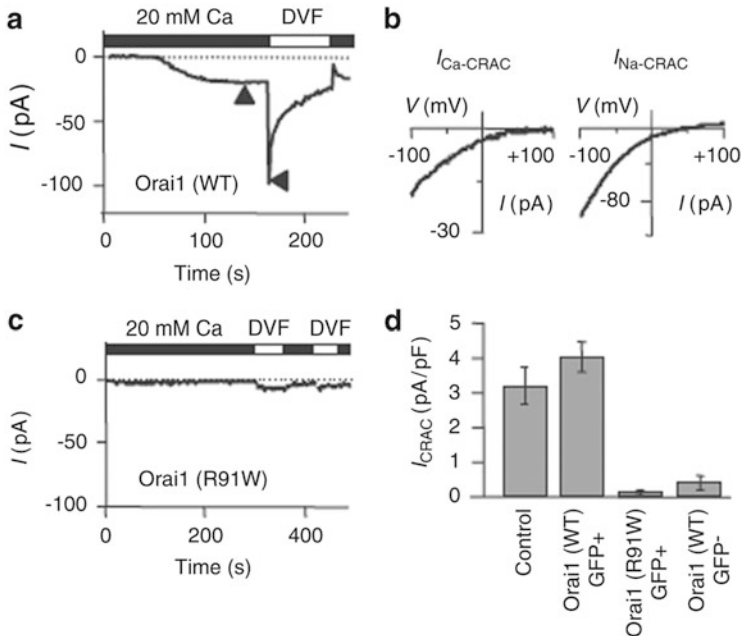 a
20 mM Ca DVF
0
-50
-100
I (pA)
Orai1 (WT)
0 100 200
Time (s)
b
I Ca-CRAC
V (mV)
-100 +100
I (pA)
-30
I Na-CRAC
V (mV)
-100 +100
-80
I (pA)
c
20 mM Ca DVF DVF
0
-50
-100
I (pA)
Orai1 (R91W)
0 200 400
Time (s)
d
5
4
3
2
1
0
I CRAC (pA/pF)
Control
Orai1 (WT)
GFP+
Orai1 (R91W)
GFP+
Orai1 (WT)
GFP-